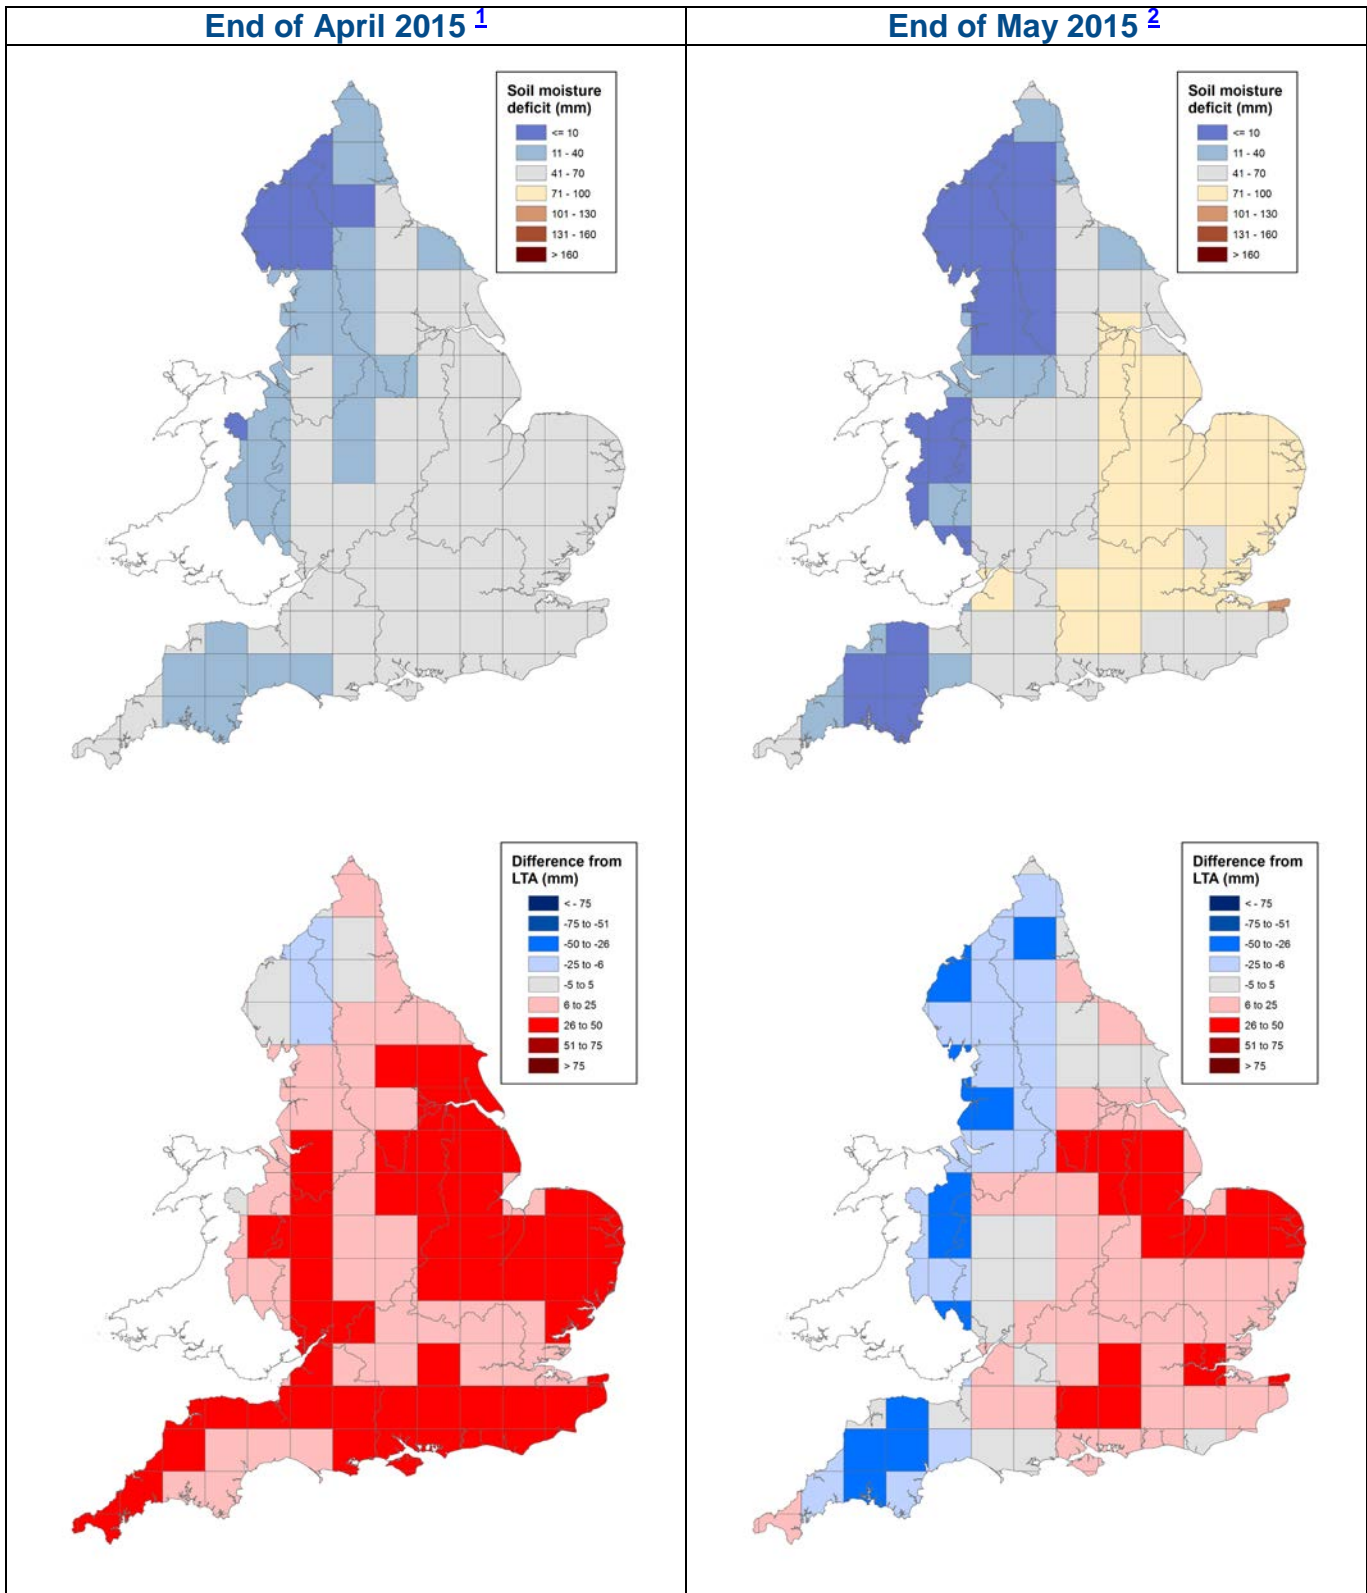 End of April 2015 1
End of May 2015 2
Soil moisture
deficit (mm)
<= 10
11 - 40
41 - 70
71 - 100
101 - 130
131 - 160
> 160
Soil moisture
deficit (mm)
<= 10
11 - 40
41 - 70
71 - 100
101 - 130
131 - 160
> 160
Difference from
LTA (mm)
< - 75
-75 to -51
-50 to -26
-25 to -6
-5 to 5
6 to 25
26 to 50
51 to 75
> 75
Difference from
LTA (mm)
< - 75
-75 to -51
-50 to -26
-25 to -6
-5 to 5
6 to 25
26 to 50
51 to 75
> 75